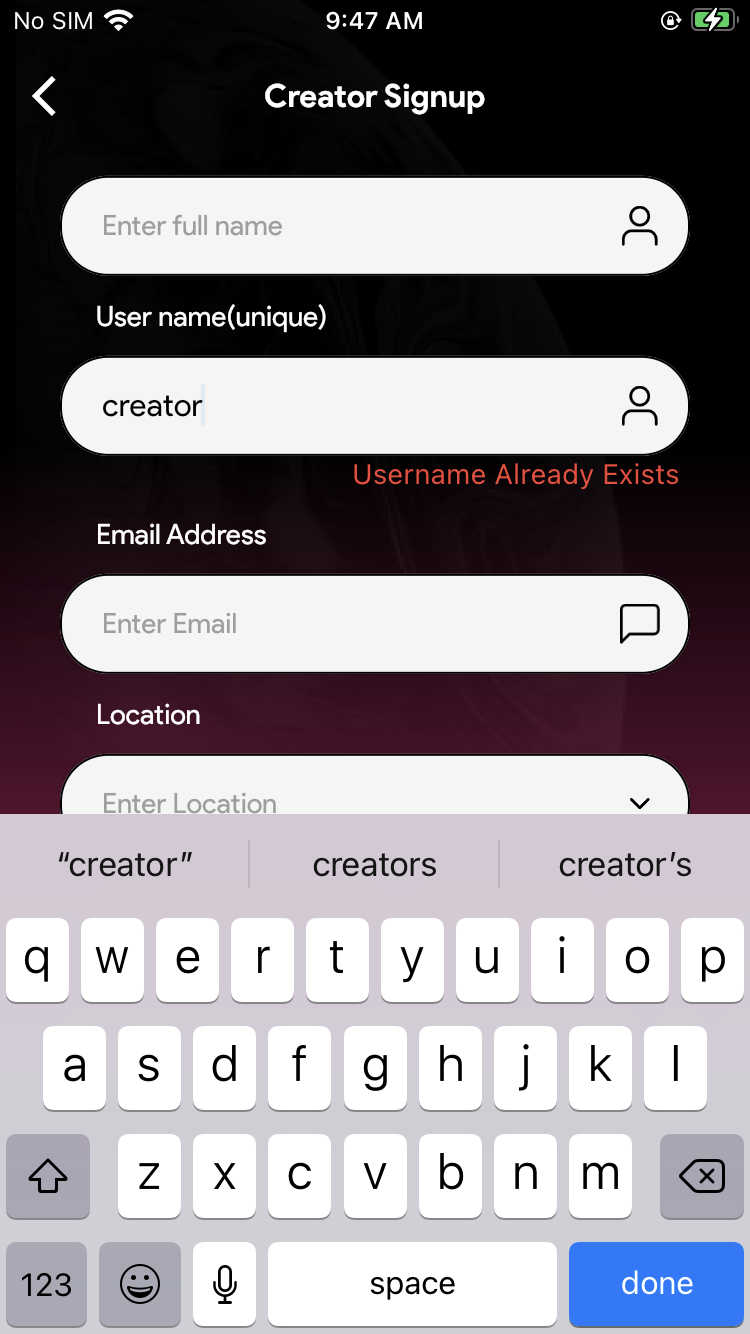 No SIM 9:47 AM
Creator Signup
Enter full name
User name(unique)
creator
Username Already Exists
Email Address
Enter Email
Location
Enter Location
“creator” creators creator’s
q w e r t y u i o p
a s d f g h j k l
z x c v b n m
123 space done